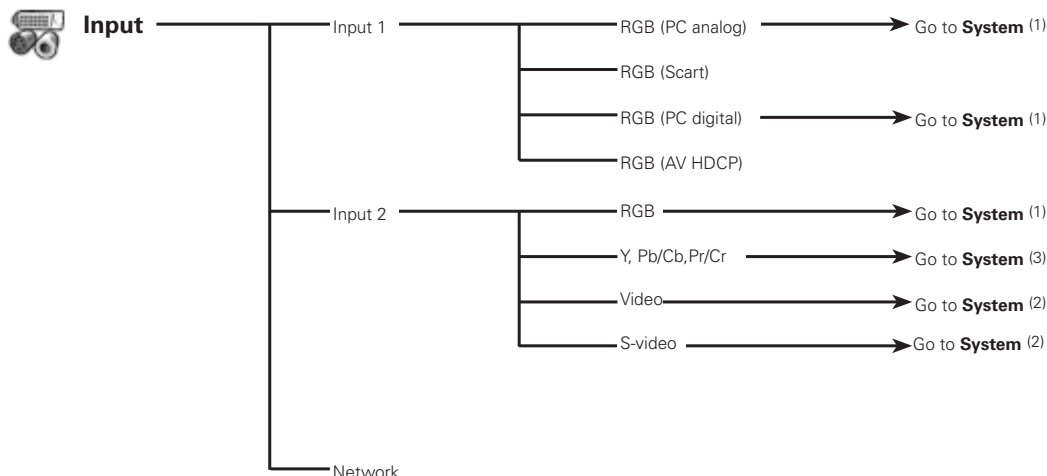 Input
Input 1
RGB (PC analog)
Go to System (1)
RGB (Scart)
RGB (PC digital)
Go to System (1)
RGB (AV HDCP)
Input 2
RGB
Go to System (1)
Y, Pb/Cb,Pr/Cr
Go to System (3)
Video
Go to System (2)
S-video
Go to System (2)
Network